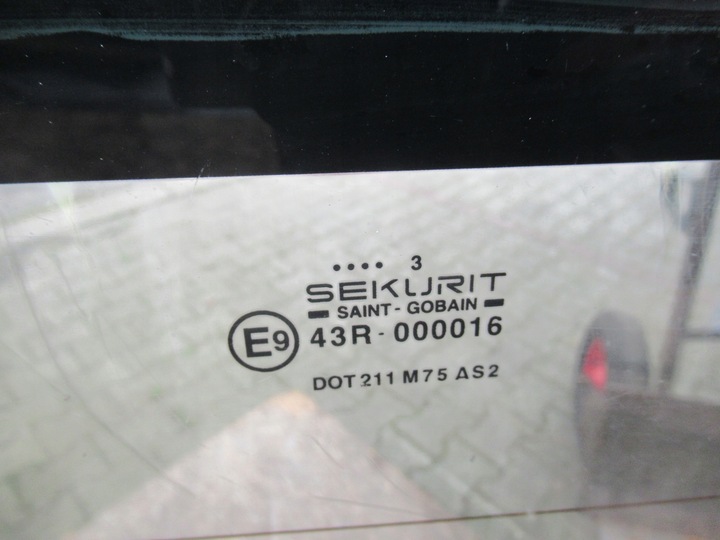 .... 3
SEKURIT
SAINT-GOBAIN
E9 43R-000016
DOT 211 M75 AS2